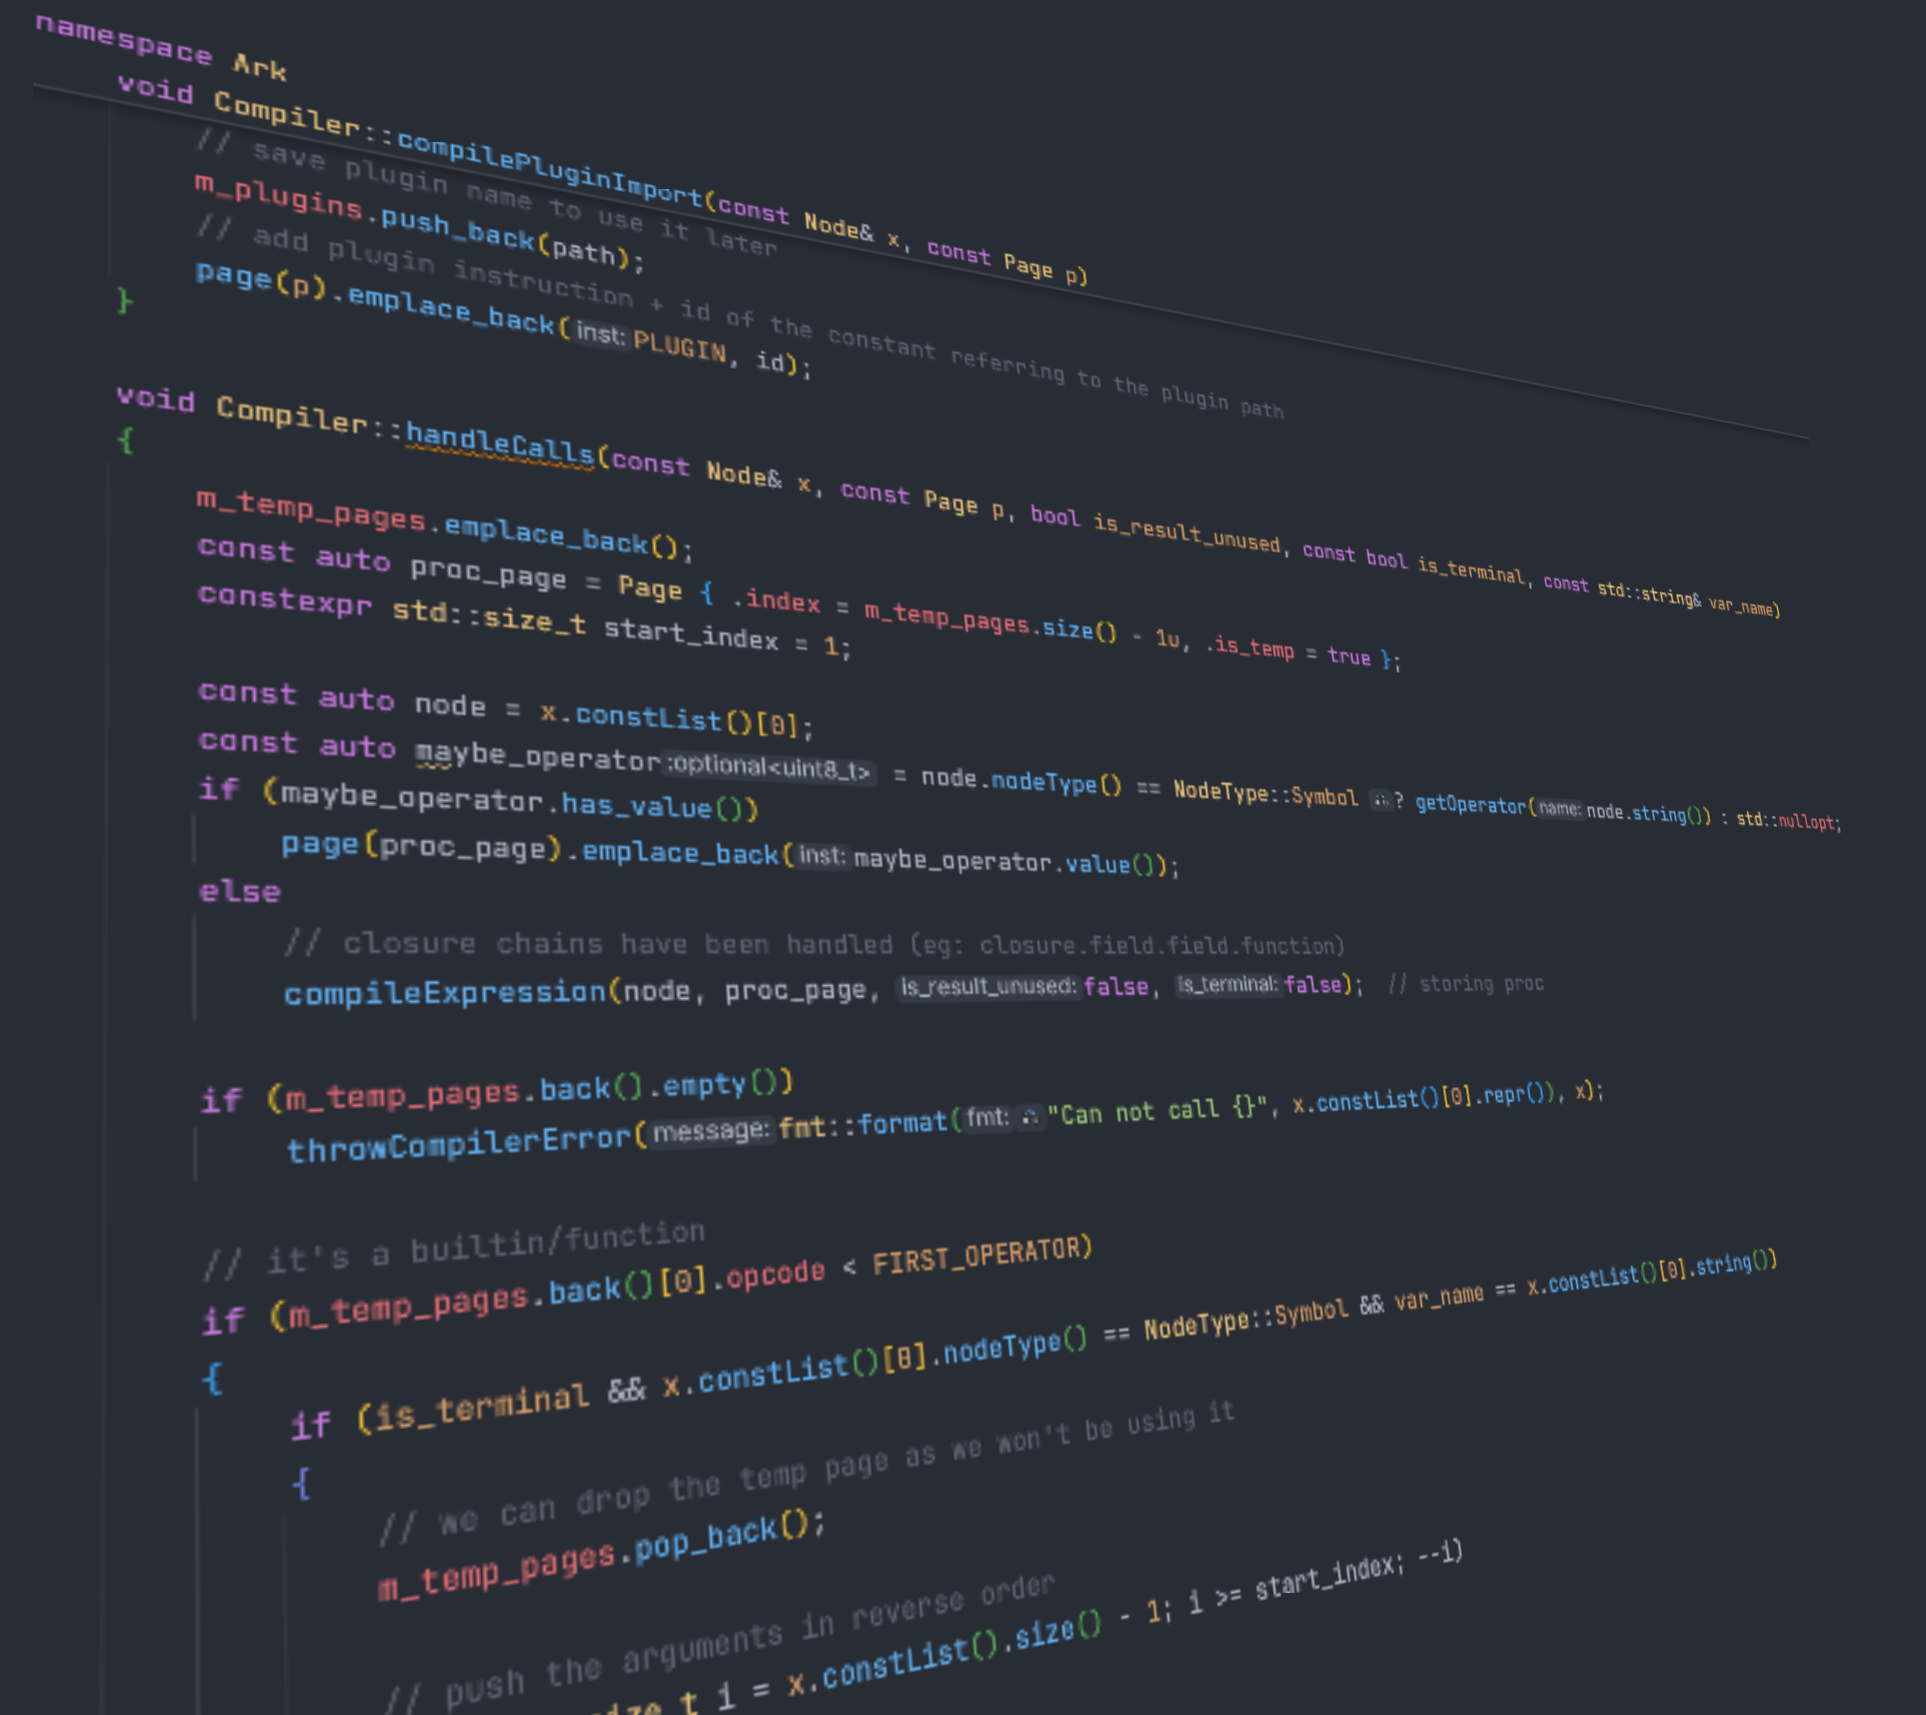 namespace Ark
void Compiler::compilePluginImport(const Node& x, const Page p)
// save plugin name to use it later
m_plugins.push_back(path);
// add plugin instruction + id of the constant referring to the plugin path
page(p).emplace_back(inst: PLUGIN, id);
}
void Compiler::handleCalls(const Node& x, const Page p, bool is_result_unused, const bool is_terminal, const std::string& var_name)
{
m_temp_pages.emplace_back();
const auto proc_page = Page { .index = m_temp_pages.size() - 1u, .is_temp = true };
constexpr std::size_t start_index = 1;
const auto node = x.constList()[0];
const auto maybe_operator :optional<uint8_t> = node.nodeType() == NodeType::Symbol ? getOperator(name: node.string()) : std::nullopt;
if (maybe_operator.has_value())
page(proc_page).emplace_back(inst: maybe_operator.value());
else
// closure chains have been handled (eg: closure.field.field.function)
compileExpression(node, proc_page, is_result_unused: false, is_terminal: false); // storing proc
if (m_temp_pages.back().empty())
throwCompilerError(message: fmt::format(fmt: "Can not call {}", x.constList()[0].repr()), x);
// it's a builtin/function
if (m_temp_pages.back()[0].opcode < FIRST_OPERATOR)
{
if (is_terminal && x.constList()[0].nodeType() == NodeType::Symbol && var_name == x.constList()[0].string())
{
// we can drop the temp page as we won't be using it
m_temp_pages.pop_back();
// push the arguments in reverse order
size_t i = x.constList().size() - 1; i >= start_index; --i)